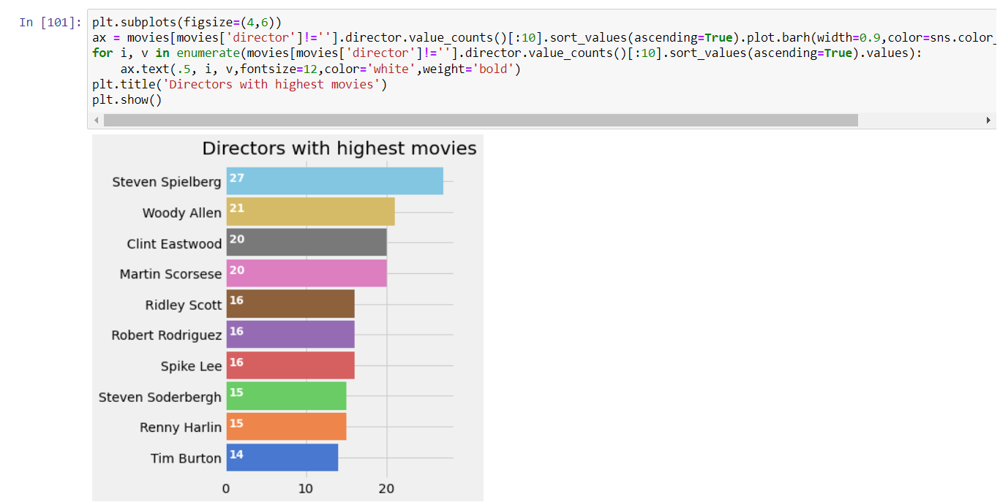 In [101]:
plt.subplots(figsize=(4,6))
ax = movies[movies['director']!=''].director.value_counts()[:10].sort_values(ascending=True).plot.barh(width=0.9,color=sns.color_
for i, v in enumerate(movies[movies['director']!=''].director.value_counts()[:10].sort_values(ascending=True).values):
    ax.text(.5, i, v,fontsize=12,color='white',weight='bold')
plt.title('Directors with highest movies')
plt.show()
Directors with highest movies
Steven Spielberg 27
Woody Allen 21
Clint Eastwood 20
Martin Scorsese 20
Ridley Scott 16
Robert Rodriguez 16
Spike Lee 16
Steven Soderbergh 15
Renny Harlin 15
Tim Burton 14
0 10 20